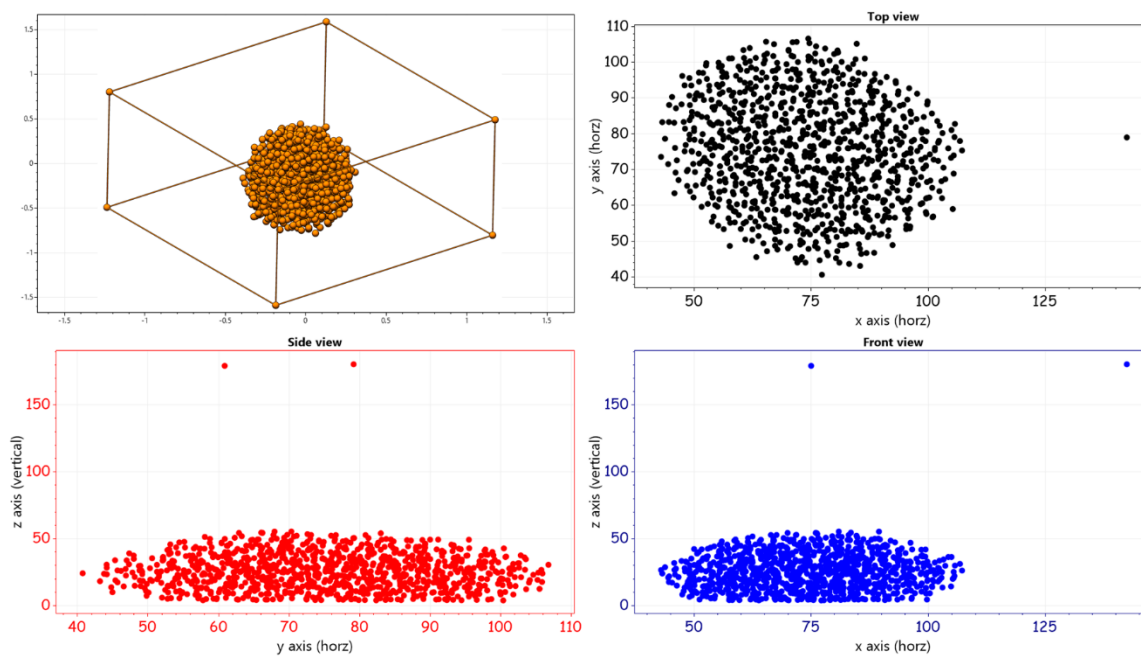 1.5
1
0.5
0
-0.5
-1
-1.5
-1.5 -1 -0.5 0 0.5 1 1.5
Top view
110
100
90
80
70
60
50
40
y axis (horz)
50 75 100 125
x axis (horz)
Side view
150
100
50
0
z axis (vertical)
40 50 60 70 80 90 100 110
y axis (horz)
Front view
150
100
50
0
z axis (vertical)
50 75 100 125
x axis (horz)